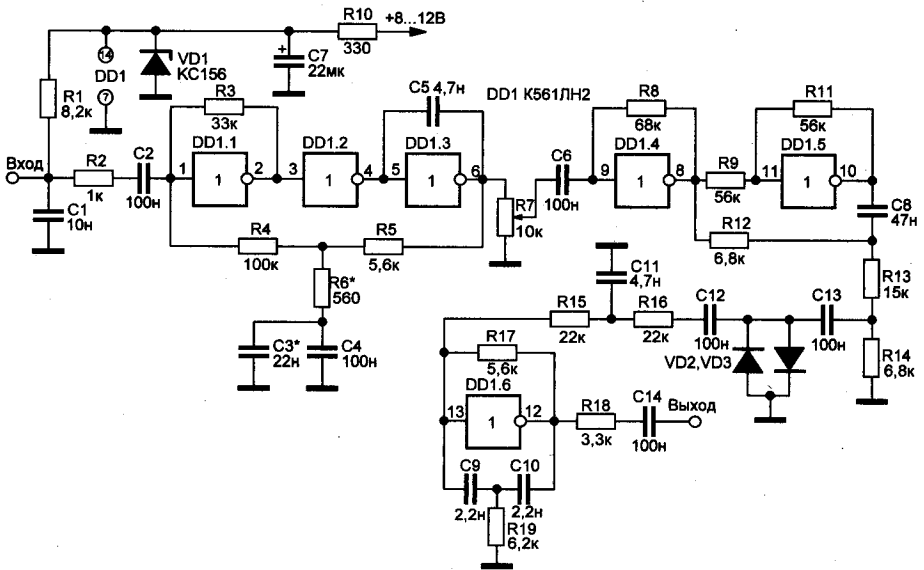 R10
+8...12В
330
14
DD1
7
VD1
КС156
+
C7
22мк
R1
8,2к
R3
33к
C5 4,7н
DD1 К561ЛН2
R8
68к
R11
56к
Вход
R2
1к
C2
100н
DD1.1
1
1
2
DD1.2
3
1
4
DD1.3
5
1
6
R7
10к
C6
100н
DD1.4
9
1
8
R9
56к
DD1.5
11
1
10
C1
10н
C8
47н
R4
100к
R5
5,6к
R12
6,8к
R6*
560
C11
4,7н
R13
15к
R15
22к
R16
22к
C12
100н
C13
100н
C3*
22н
C4
100н
R17
5,6к
VD2,VD3
R14
6,8к
DD1.6
13
1
12
R18
3,3к
C14
100н
Выход
C9
2,2н
C10
2,2н
R19
6,2к